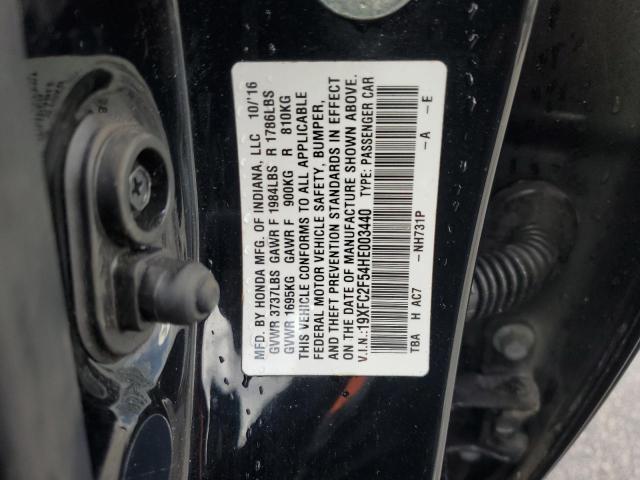 MFD. BY HONDA MFG. OF INDIANA, LLC 10/'16
GVWR 3737LBS GAWR F 1984LBS R 1786LBS
GVWR 1695KG GAWR F 900KG R 810KG
THIS VEHICLE CONFORMS TO ALL APPLICABLE
FEDERAL MOTOR VEHICLE SAFETY, BUMPER,
AND THEFT PREVENTION STANDARDS IN EFFECT
ON THE DATE OF MANUFACTURE SHOWN ABOVE.
V.I.N.:19XFC2F54HE003440 TYPE: PASSENGER CAR
TBA H AC7 -NH731P -A -E